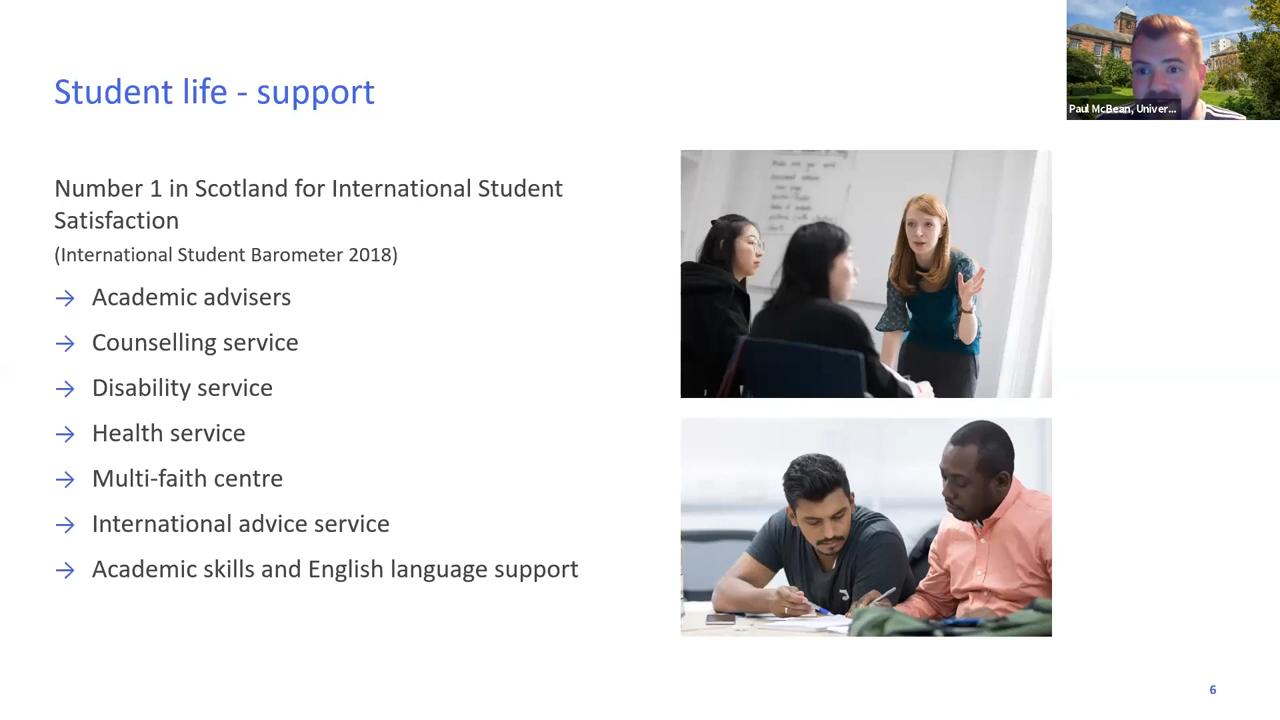 Student life - support
Paul McBean, Univer...
Number 1 in Scotland for International Student
Satisfaction
(International Student Barometer 2018)
→ Academic advisers
→ Counselling service
→ Disability service
→ Health service
→ Multi-faith centre
→ International advice service
→ Academic skills and English language support
6